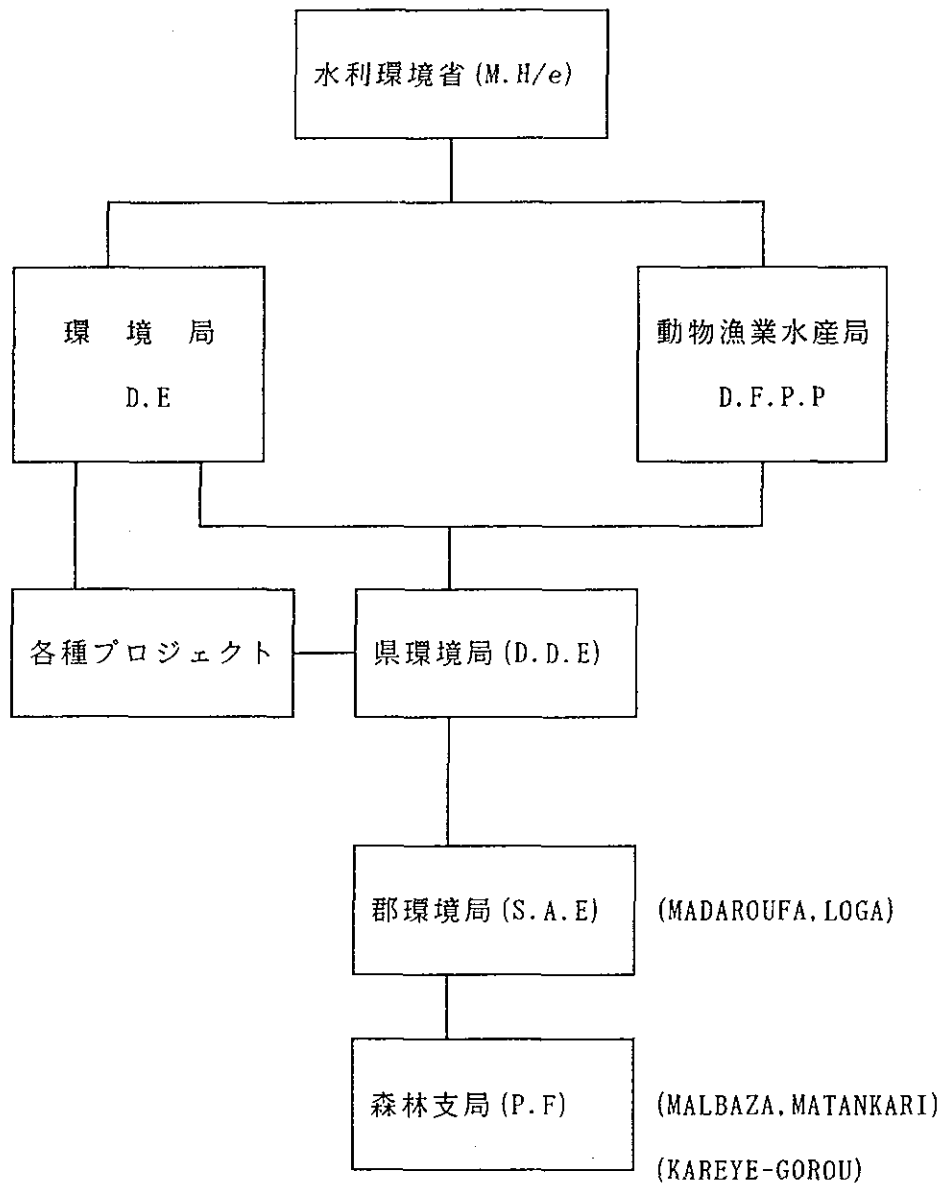 水利環境省(M.H/e)
環 境 局
D.E
動物漁業水産局
D.F.P.P
各種プロジェクト
県環境局(D.D.E)
郡環境局(S.A.E) (MADAROUFA, LOGA)
森林支局(P.F) (MALBAZA, MATANKARI)
(KAREYE-GOROU)